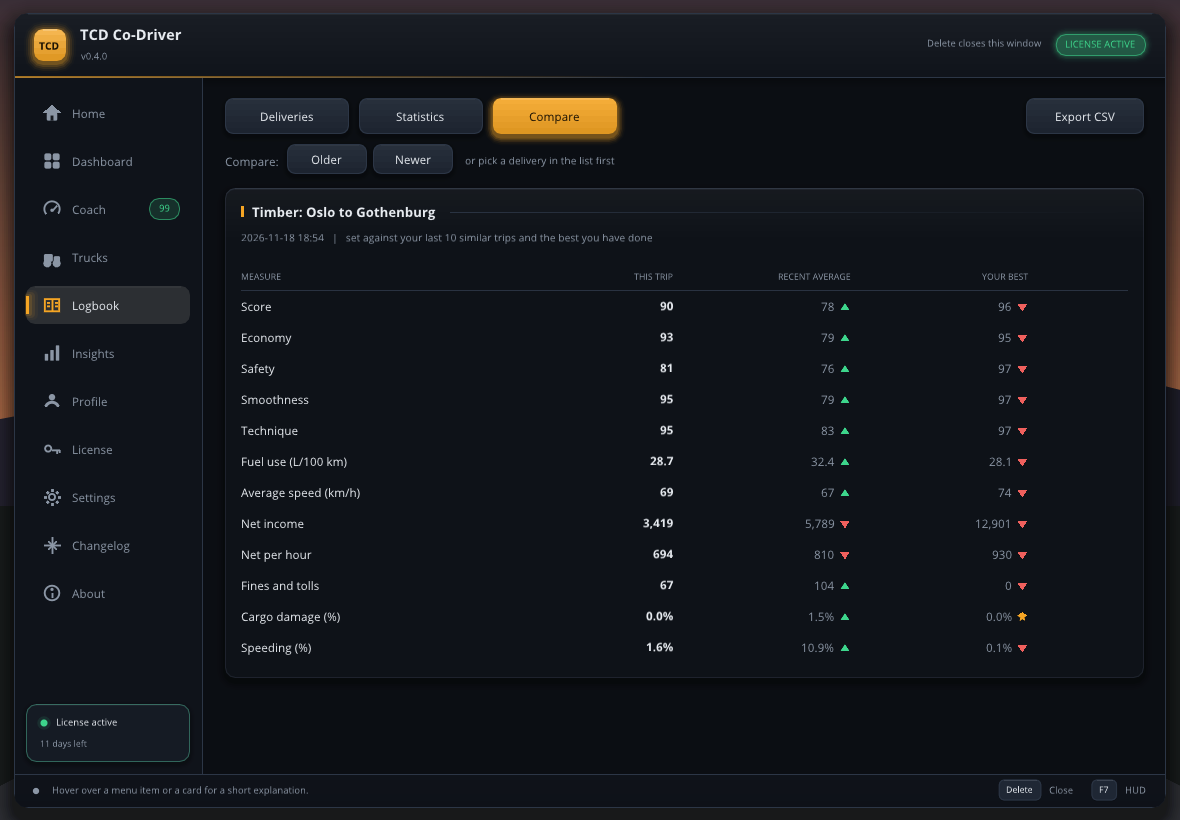 TCD
TCD Co-Driver
v0.4.0
Delete closes this window
LICENSE ACTIVE
Home
Dashboard
Coach 99
Trucks
Logbook
Insights
Profile
License
Settings
Changelog
About
License active
11 days left
Deliveries Statistics Compare Export CSV
Compare: Older Newer or pick a delivery in the list first
Timber: Oslo to Gothenburg
2026-11-18 18:54 | set against your last 10 similar trips and the best you have done
MEASURE THIS TRIP RECENT AVERAGE YOUR BEST
Score 90 78 96
Economy 93 79 95
Safety 81 76 97
Smoothness 95 79 97
Technique 95 83 97
Fuel use (L/100 km) 28.7 32.4 28.1
Average speed (km/h) 69 67 74
Net income 3,419 5,789 12,901
Net per hour 694 810 930
Fines and tolls 67 104 0
Cargo damage (%) 0.0% 1.5% 0.0%
Speeding (%) 1.6% 10.9% 0.1%
Hover over a menu item or a card for a short explanation.
Delete Close F7 HUD